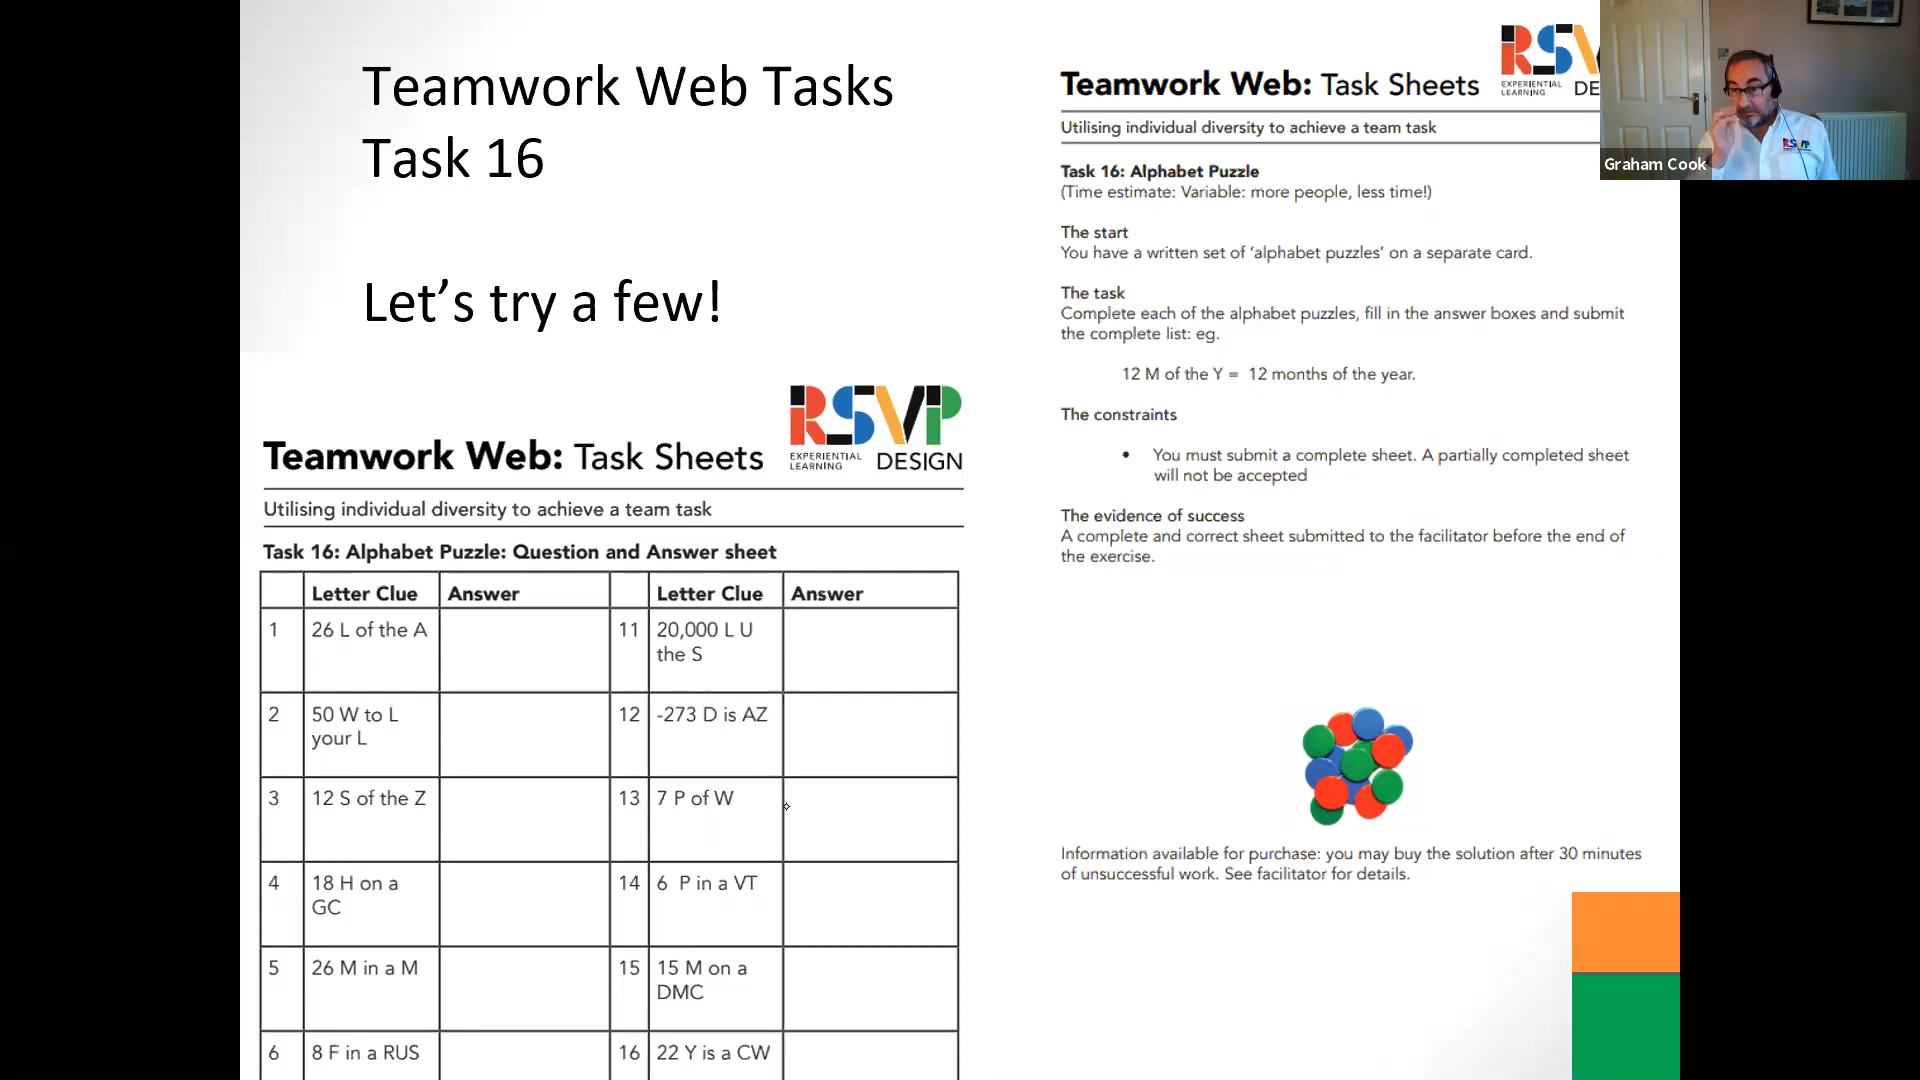 Teamwork Web Tasks
Task 16
Let's try a few!
RSVP
EXPERIENTIAL
LEARNING
DESIGN
Teamwork Web: Task Sheets
Utilising individual diversity to achieve a team task
Task 16: Alphabet Puzzle: Question and Answer sheet
Letter Clue Answer Letter Clue Answer
1 26 L of the A 11 20,000 L U
the S
2 50 W to L
your L
12 -273 D is AZ
3 12 S of the Z 13 7 P of W
4 18 H on a
GC
14 6 P in a VT
5 26 M in a M 15 15 M on a
DMC
6 8 F in a RUS 16 22 Y is a CW
Teamwork Web: Task Sheets
RSV
EXPERIENTIAL
LEARNING
DE
Utilising individual diversity to achieve a team task
Task 16: Alphabet Puzzle
(Time estimate: Variable: more people, less time!)
The start
You have a written set of 'alphabet puzzles' on a separate card.
The task
Complete each of the alphabet puzzles, fill in the answer boxes and submit
the complete list: eg.
12 M of the Y = 12 months of the year.
The constraints
• You must submit a complete sheet. A partially completed sheet
will not be accepted
The evidence of success
A complete and correct sheet submitted to the facilitator before the end of
the exercise.
Information available for purchase: you may buy the solution after 30 minutes
of unsuccessful work. See facilitator for details.
Graham Cook
RSVP